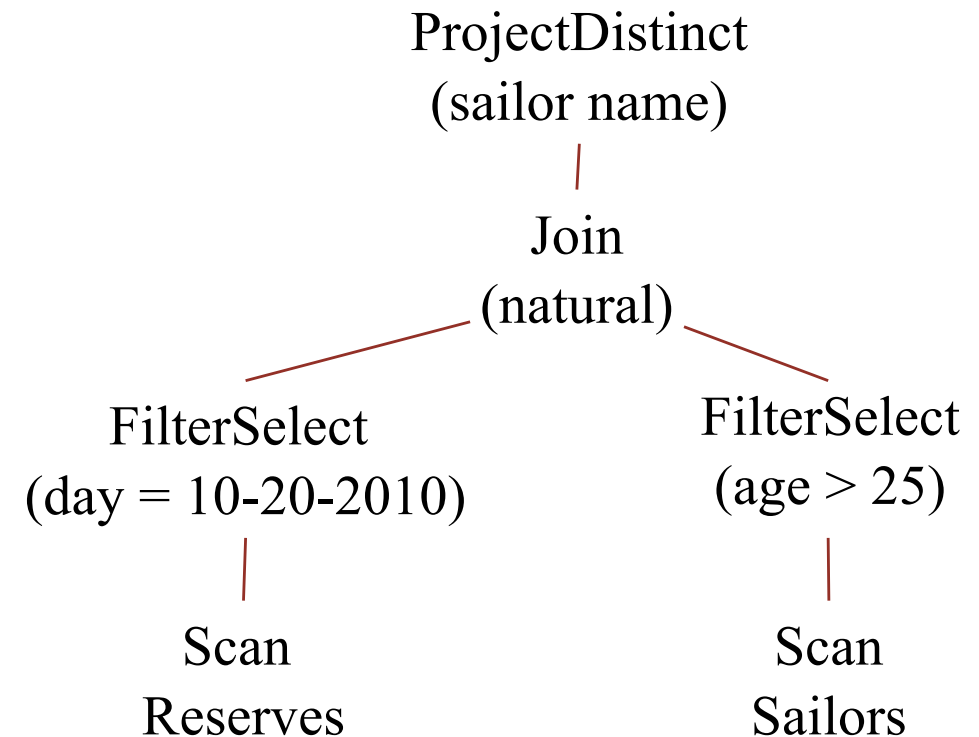 ProjectDistinct
(sailor name)
Join
(natural)
FilterSelect
(day = 10-20-2010)
FilterSelect
(age > 25)
Scan
Reserves
Scan
Sailors